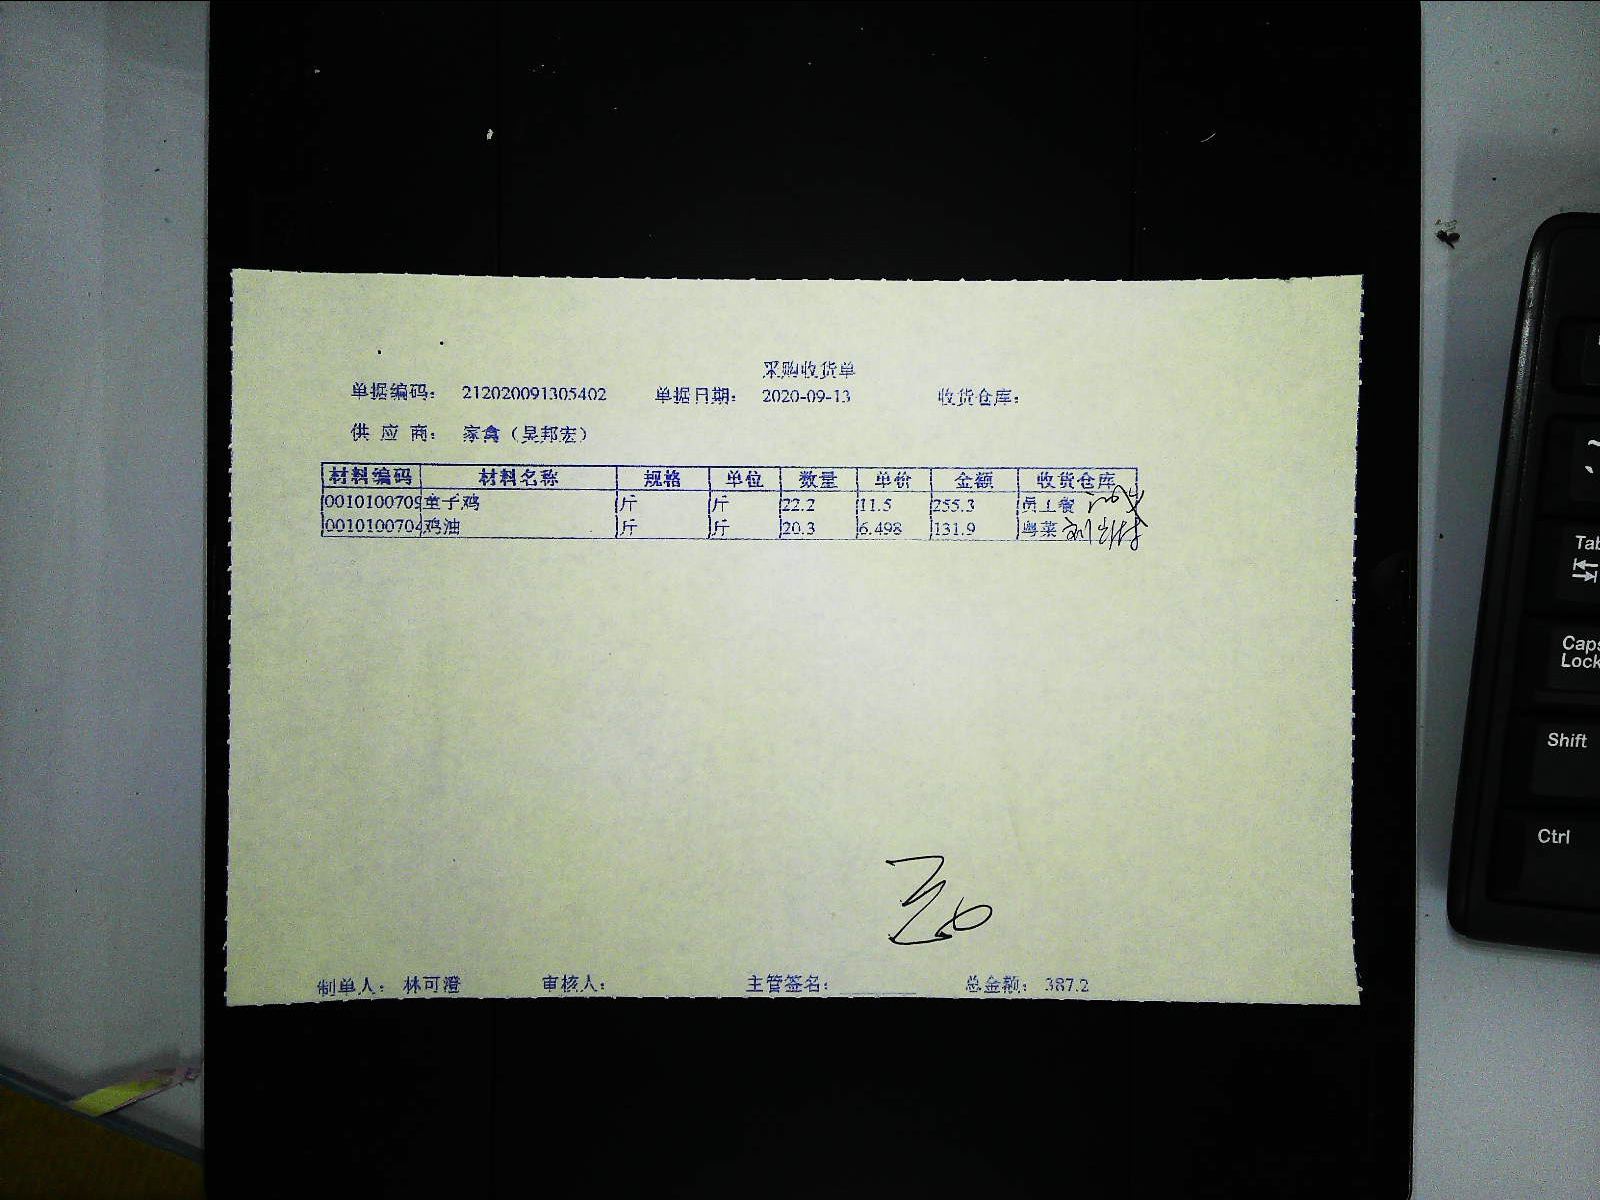 采购收货单
单据编码： 212020091305402 单据日期： 2020-09-13 收货仓库：
供 应 商： 家禽（吴邦宏）
材料编码 材料名称 规格 单位 数量 单价 金额 收货仓库
0010100709 童子鸡 斤 斤 22.2 11.5 255.3 员工餐
0010100704 鸡油 斤 斤 20.3 6.498 131.9 粤菜
制单人： 林可澄 审核人： 主管签名： 总金额： 387.2
Tab
Caps
Lock
Shift
Ctrl